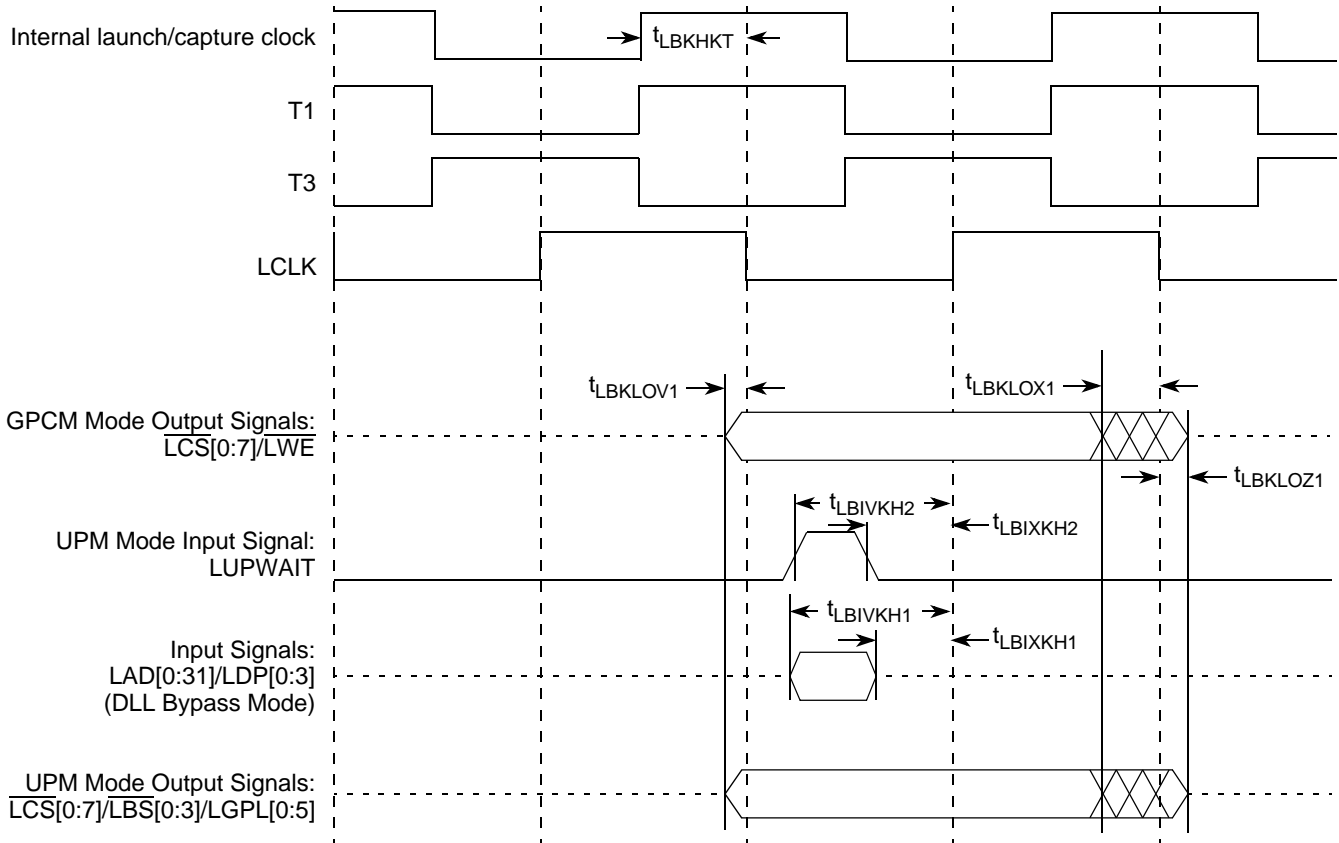 Internal launch/capture clock
tLBKHKT
T1
T3
LCLK
tLBKLOV1
tLBKLOX1
GPCM Mode Output Signals:
LCS[0:7]/LWE
tLBKLOZ1
tLBIVKH2
tLBIXKH2
UPM Mode Input Signal:
LUPWAIT
tLBIVKH1
tLBIXKH1
Input Signals:
LAD[0:31]/LDP[0:3]
(DLL Bypass Mode)
UPM Mode Output Signals:
LCS[0:7]/LBS[0:3]/LGPL[0:5]